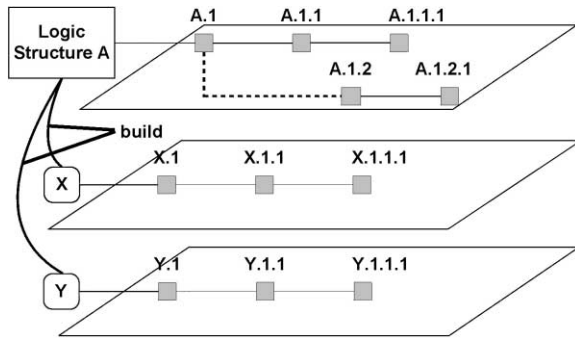 Logic
Structure A
A.1
A.1.1
A.1.1.1
A.1.2
A.1.2.1
build
X
X.1
X.1.1
X.1.1.1
Y
Y.1
Y.1.1
Y.1.1.1